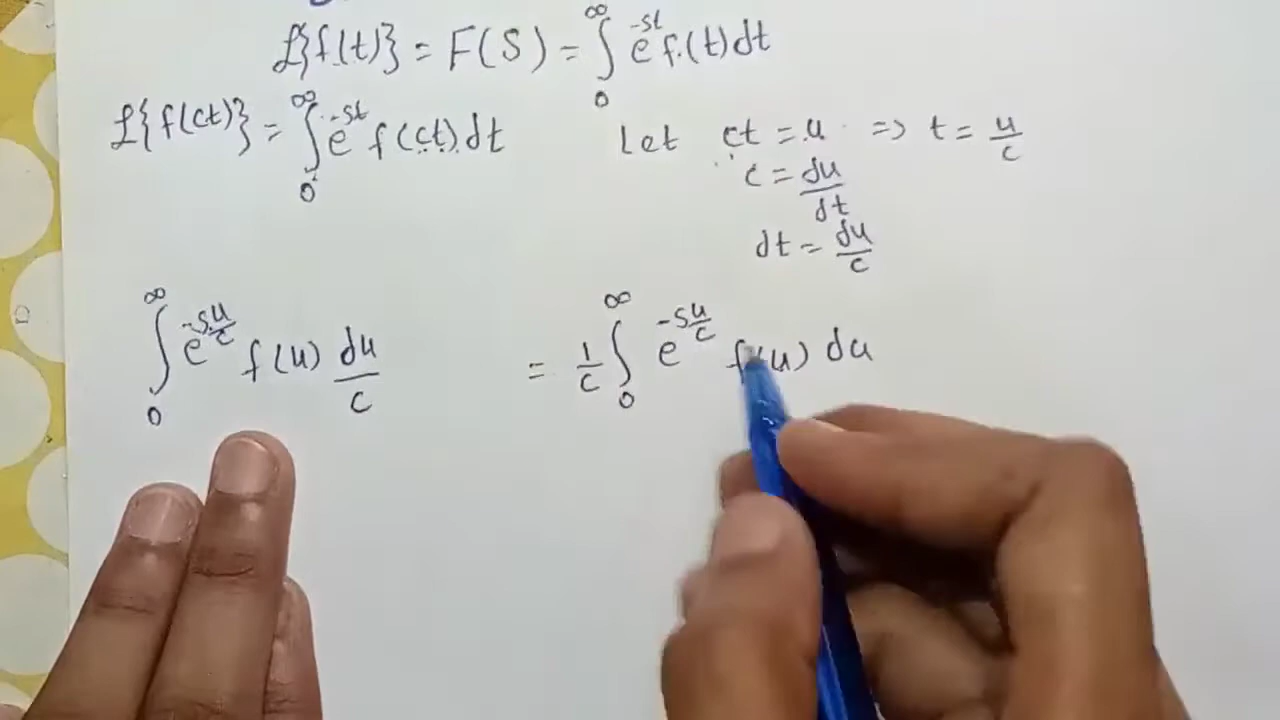 £{f(t)} = F(S) = ∫₀^∞ e^{-st} f(t) dt
£{f(ct)} = ∫₀^∞ e^{-st} f(ct) dt
Let ct = u => t = u/c
c = du/dt
dt = du/c
∫₀^∞ e^{-su/c} f(u) du/c = 1/c ∫₀^∞ e^{-su/c} f(u) du